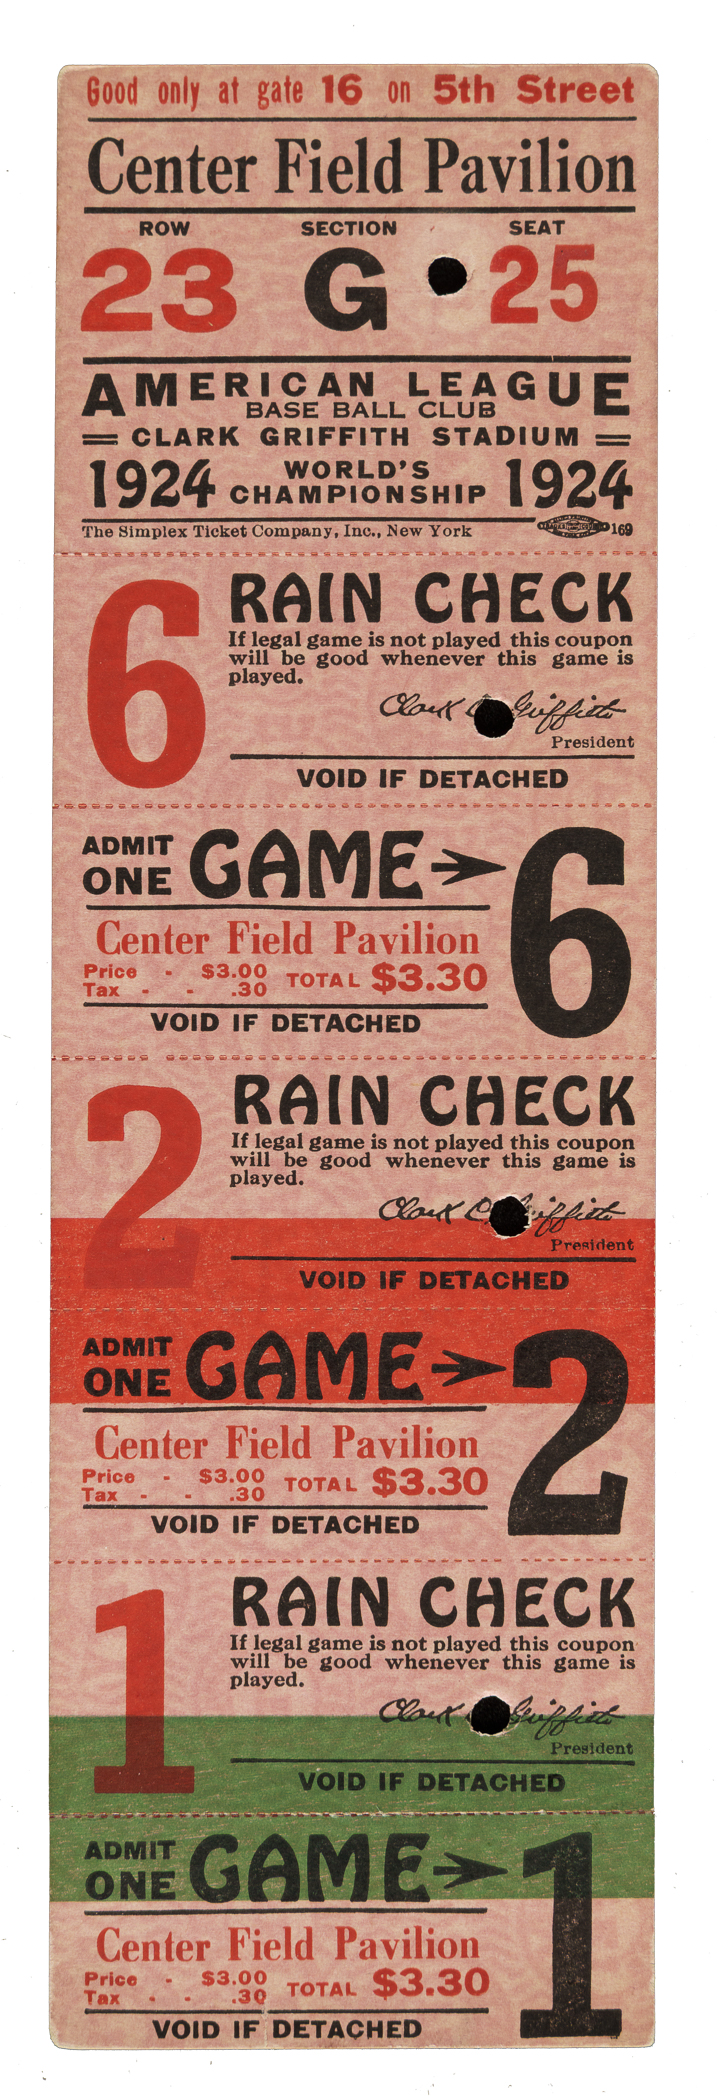 Good only at gate 16 on 5th Street
Center Field Pavilion
ROW SECTION SEAT
23 G 25
AMERICAN LEAGUE
BASE BALL CLUB
CLARK GRIFFITH STADIUM
1924 WORLD'S CHAMPIONSHIP 1924
The Simplex Ticket Company, Inc., New York 169
6 RAIN CHECK
If legal game is not played this coupon
will be good whenever this game is
played.
Clark C. Griffith
President
VOID IF DETACHED
ADMIT ONE GAME 6
Center Field Pavilion
Price - $3.00
Tax - - .30 TOTAL $3.30
VOID IF DETACHED
2 RAIN CHECK
If legal game is not played this coupon
will be good whenever this game is
played.
Clark C. Griffith
President
VOID IF DETACHED
ADMIT ONE GAME 2
Center Field Pavilion
Price - $3.00
Tax - - .30 TOTAL $3.30
VOID IF DETACHED
1 RAIN CHECK
If legal game is not played this coupon
will be good whenever this game is
played.
Clark Griffith
President
VOID IF DETACHED
ADMIT ONE GAME 1
Center Field Pavilion
Price - $3.00
Tax - - .30 TOTAL $3.30
VOID IF DETACHED